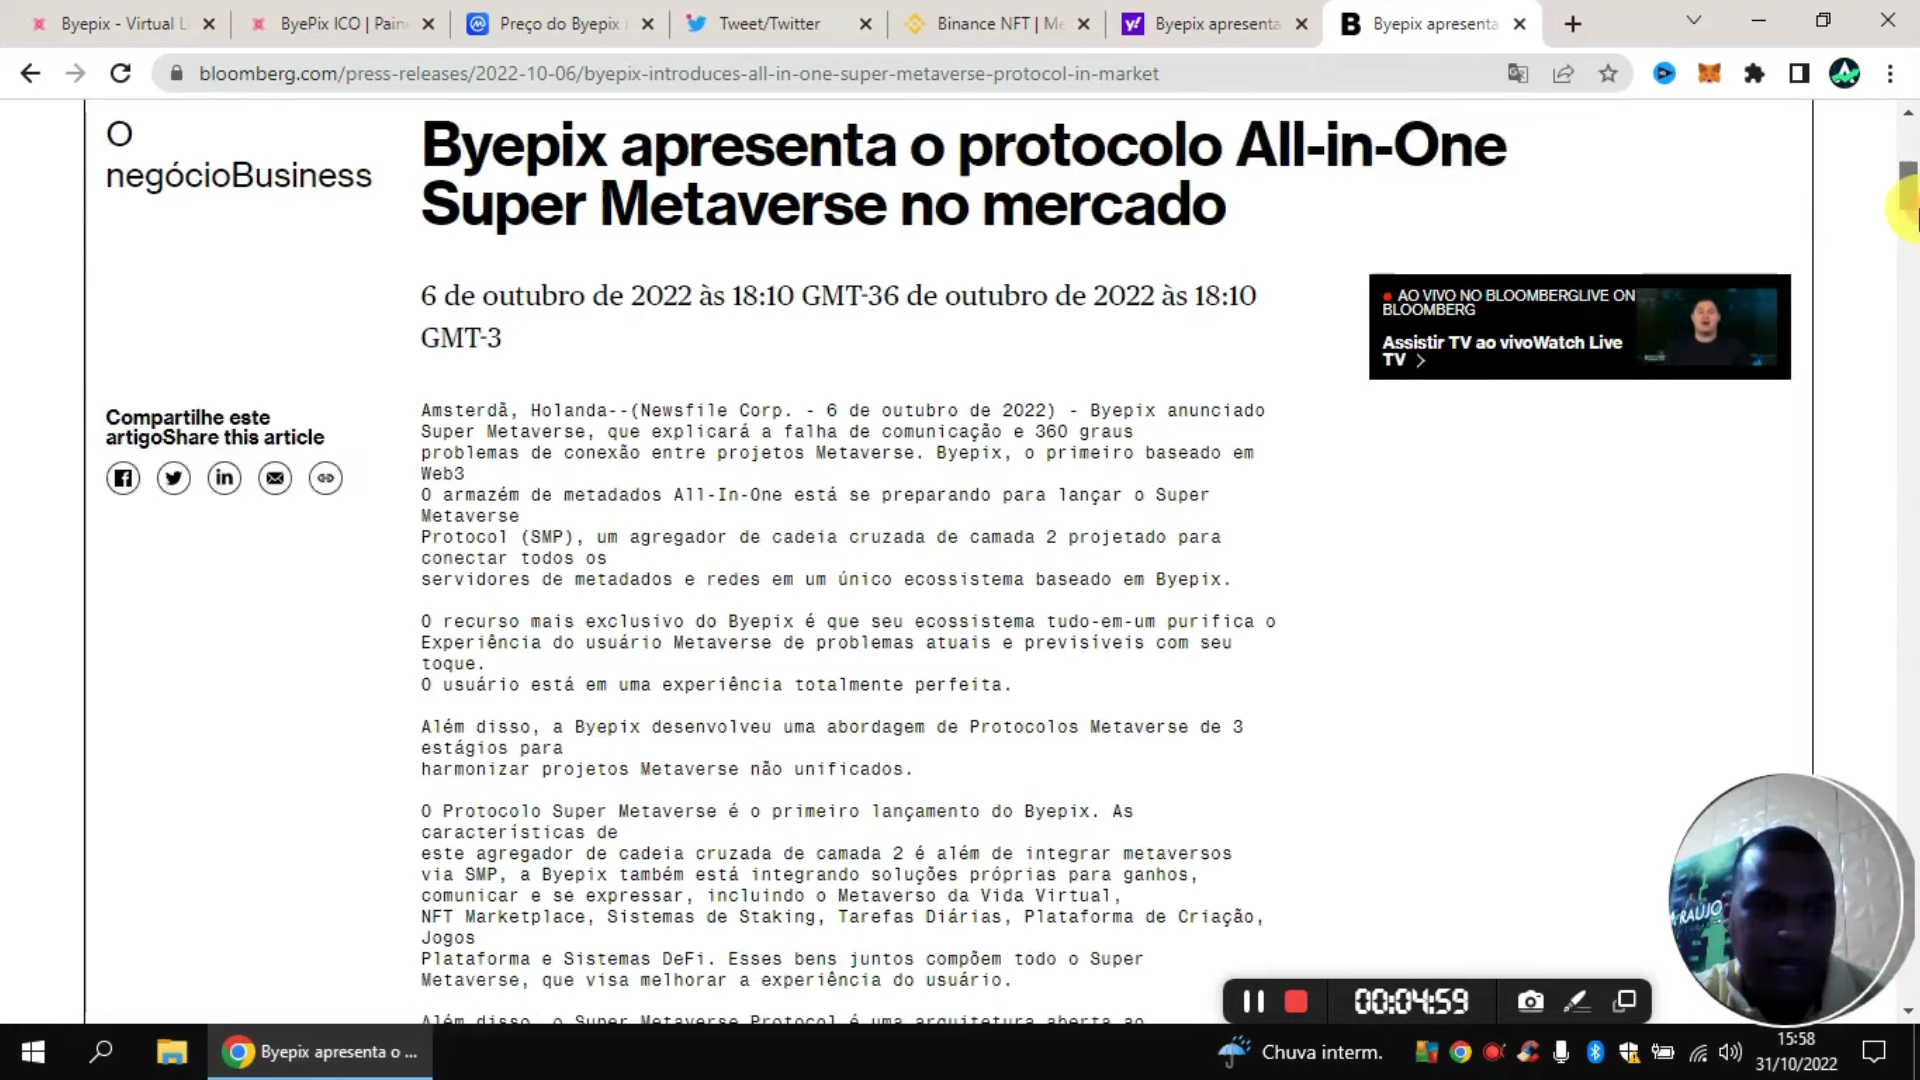 Byepix - Virtual L
ByePix ICO | Pain
Preço do Byepix
Tweet/Twitter
Binance NFT | Me
Byepix apresenta
Byepix apresenta
bloomberg.com/press-releases/2022-10-06/byepix-introduces-all-in-one-super-metaverse-protocol-in-market
O
negócioBusiness
Byepix apresenta o protocolo All-in-One
Super Metaverse no mercado
6 de outubro de 2022 às 18:10 GMT-36 de outubro de 2022 às 18:10
GMT-3
AO VIVO NO BLOOMBERGLIVE ON
BLOOMBERG
Assistir TV ao vivoWatch Live
TV >
Compartilhe este
artigoShare this article
Amsterdã, Holanda--(Newsfile Corp. - 6 de outubro de 2022) - Byepix anunciado
Super Metaverse, que explicará a falha de comunicação e 360 graus
problemas de conexão entre projetos Metaverse. Byepix, o primeiro baseado em
Web3
O armazém de metadados All-In-One está se preparando para lançar o Super
Metaverse
Protocol (SMP), um agregador de cadeia cruzada de camada 2 projetado para
conectar todos os
servidores de metadados e redes em um único ecossistema baseado em Byepix.
O recurso mais exclusivo do Byepix é que seu ecossistema tudo-em-um purifica o
Experiência do usuário Metaverse de problemas atuais e previsíveis com seu
toque.
O usuário está em uma experiência totalmente perfeita.
Além disso, a Byepix desenvolveu uma abordagem de Protocolos Metaverse de 3
estágios para
harmonizar projetos Metaverse não unificados.
O Protocolo Super Metaverse é o primeiro lançamento do Byepix. As
características de
este agregador de cadeia cruzada de camada 2 é além de integrar metaversos
via SMP, a Byepix também está integrando soluções próprias para ganhos,
comunicar e se expressar, incluindo o Metaverso da Vida Virtual,
NFT Marketplace, Sistemas de Staking, Tarefas Diárias, Plataforma de Criação,
Jogos
Plataforma e Sistemas DeFi. Esses bens juntos compõem todo o Super
Metaverse, que visa melhorar a experiência do usuário.
Além disso, o Super Metaverse Protocol é uma arquitetura aberta ao
ARAÚJO
00:04:59
Byepix apresenta o ...
Chuva interm.
15:58
31/10/2022